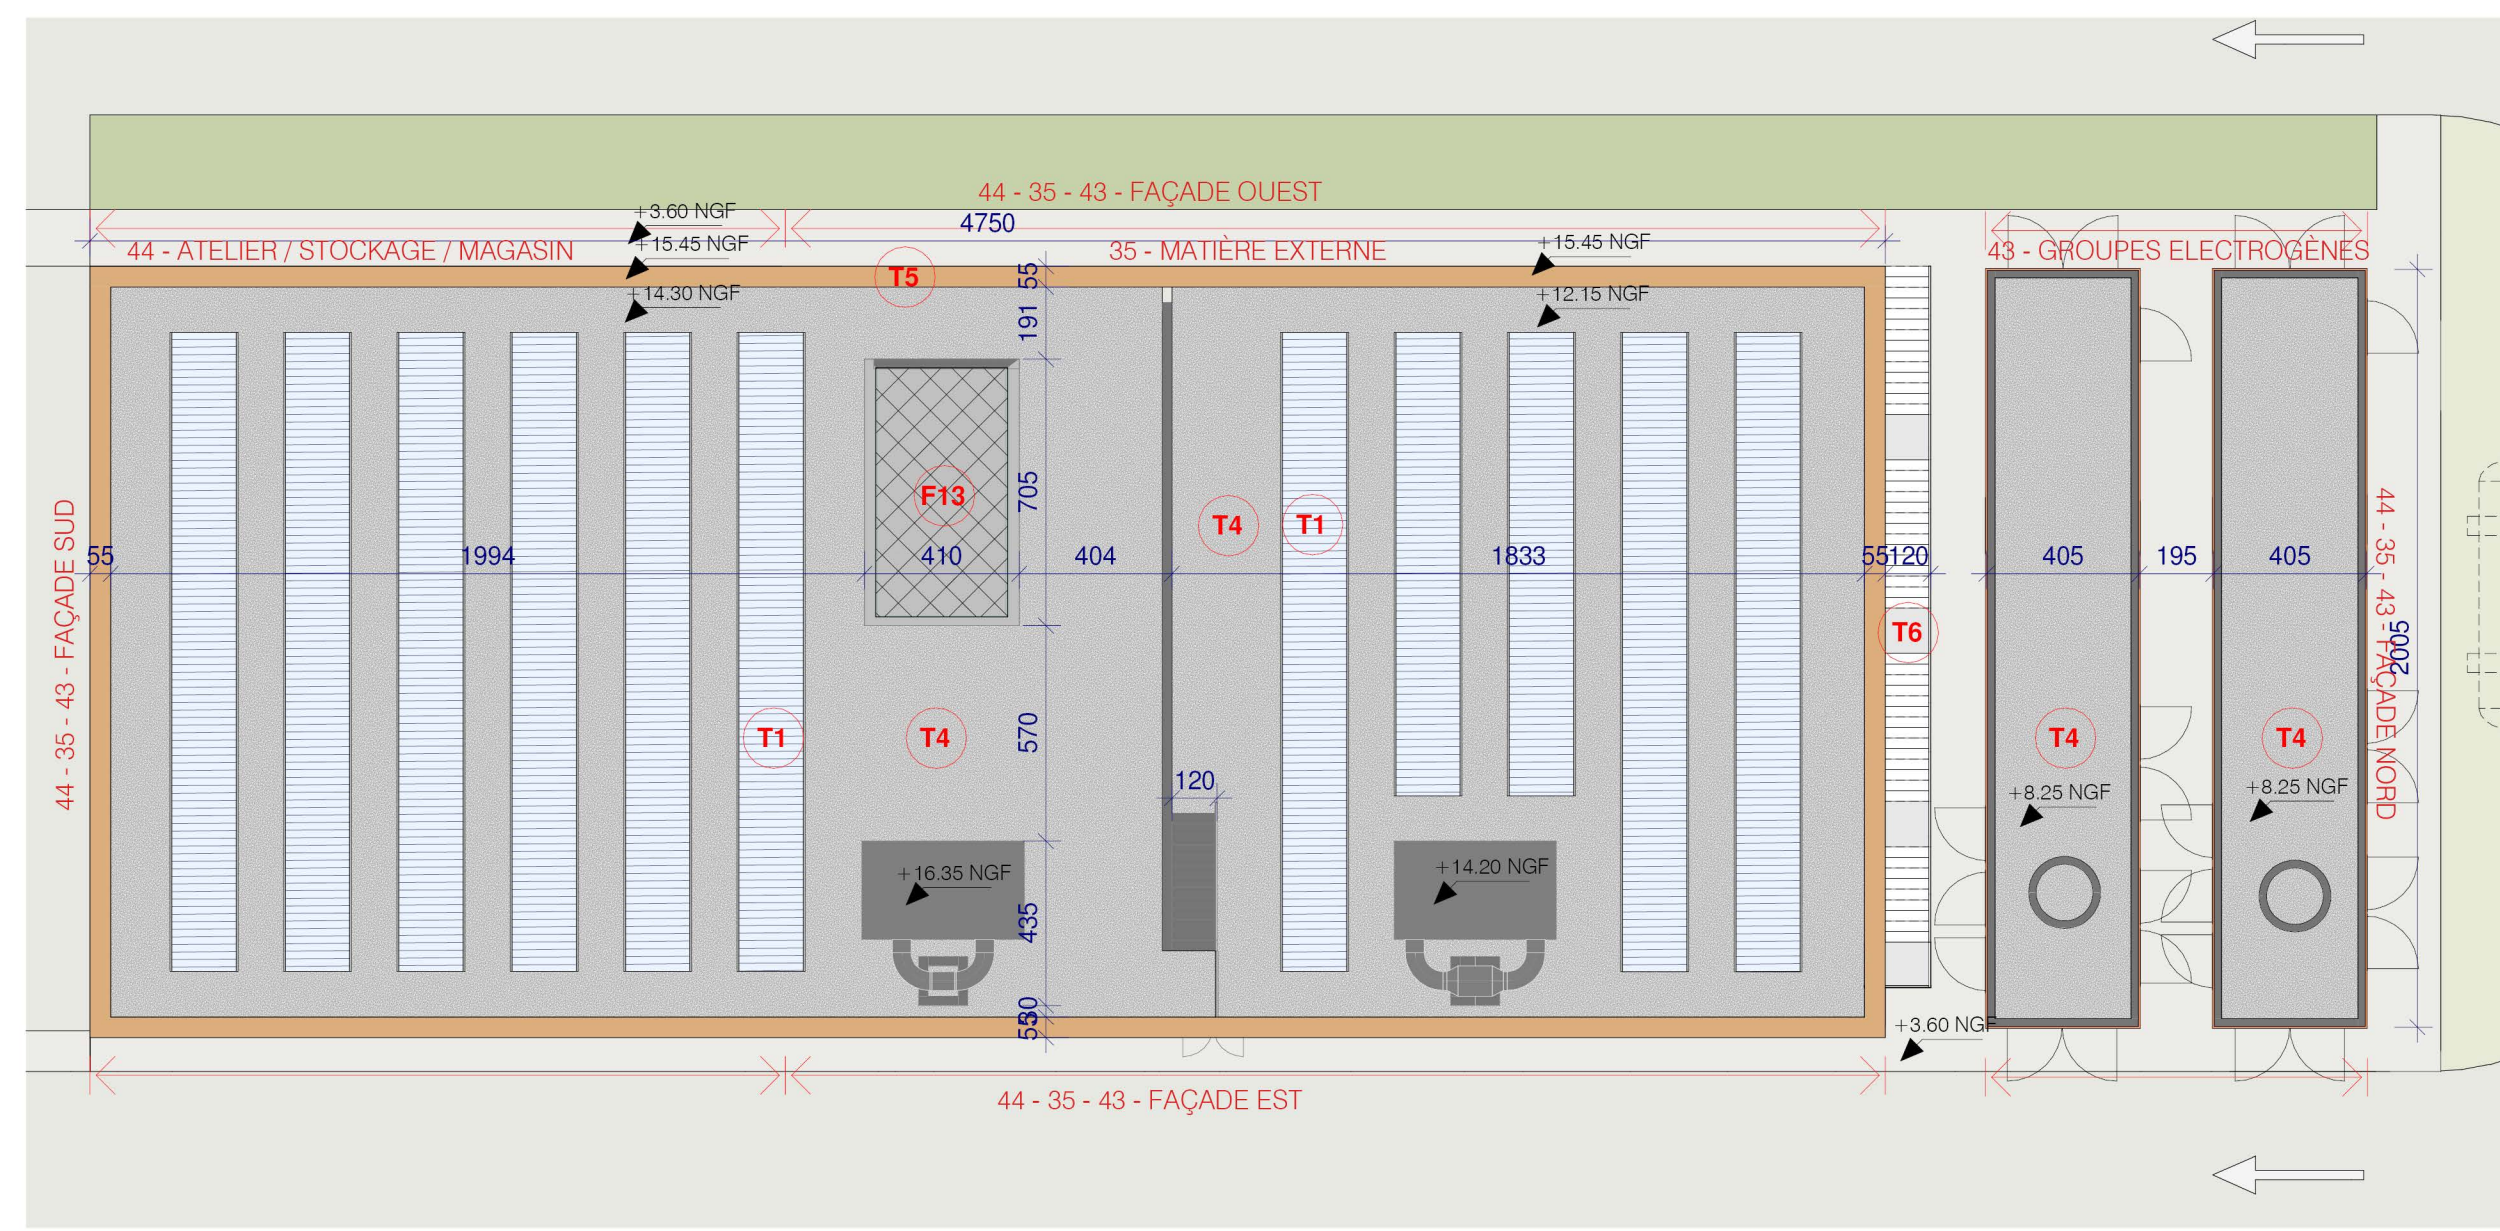 44 - 35 - 43 - FAÇADE OUEST
+3.60 NGF
4750
44 - ATELIER / STOCKAGE / MAGASIN
+15.45 NGF
35 - MATIÈRE EXTERNE
+15.45 NGF
43 - GROUPES ELECTROGÈNES
T5
55
+14.30 NGF
+12.15 NGF
191
F13
705
T4
T1
44 - 35 - 43 - FAÇADE SUD
44 - 35 - 43 - FAÇADE NORD
55
1994
410
404
1833
55
120
405
195
405
T6
2005
T1
T4
570
T4
T4
120
+8.25 NGF
+8.25 NGF
+16.35 NGF
+14.20 NGF
435
30
55
+3.60 NGF
44 - 35 - 43 - FAÇADE EST